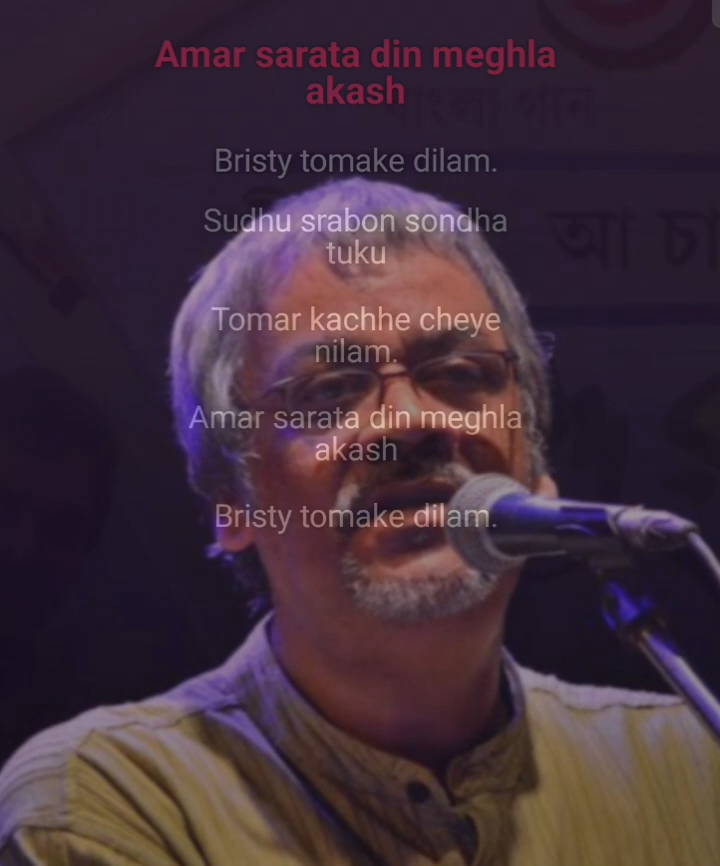 Amar sarata din meghla
akash
বাংলা গান
Bristy tomake dilam.
Sudhu srabon sondha
tuku
আ চা
Tomar kachhe cheye
nilam.
Amar sarata din meghla
akash
Bristy tomake dilam.